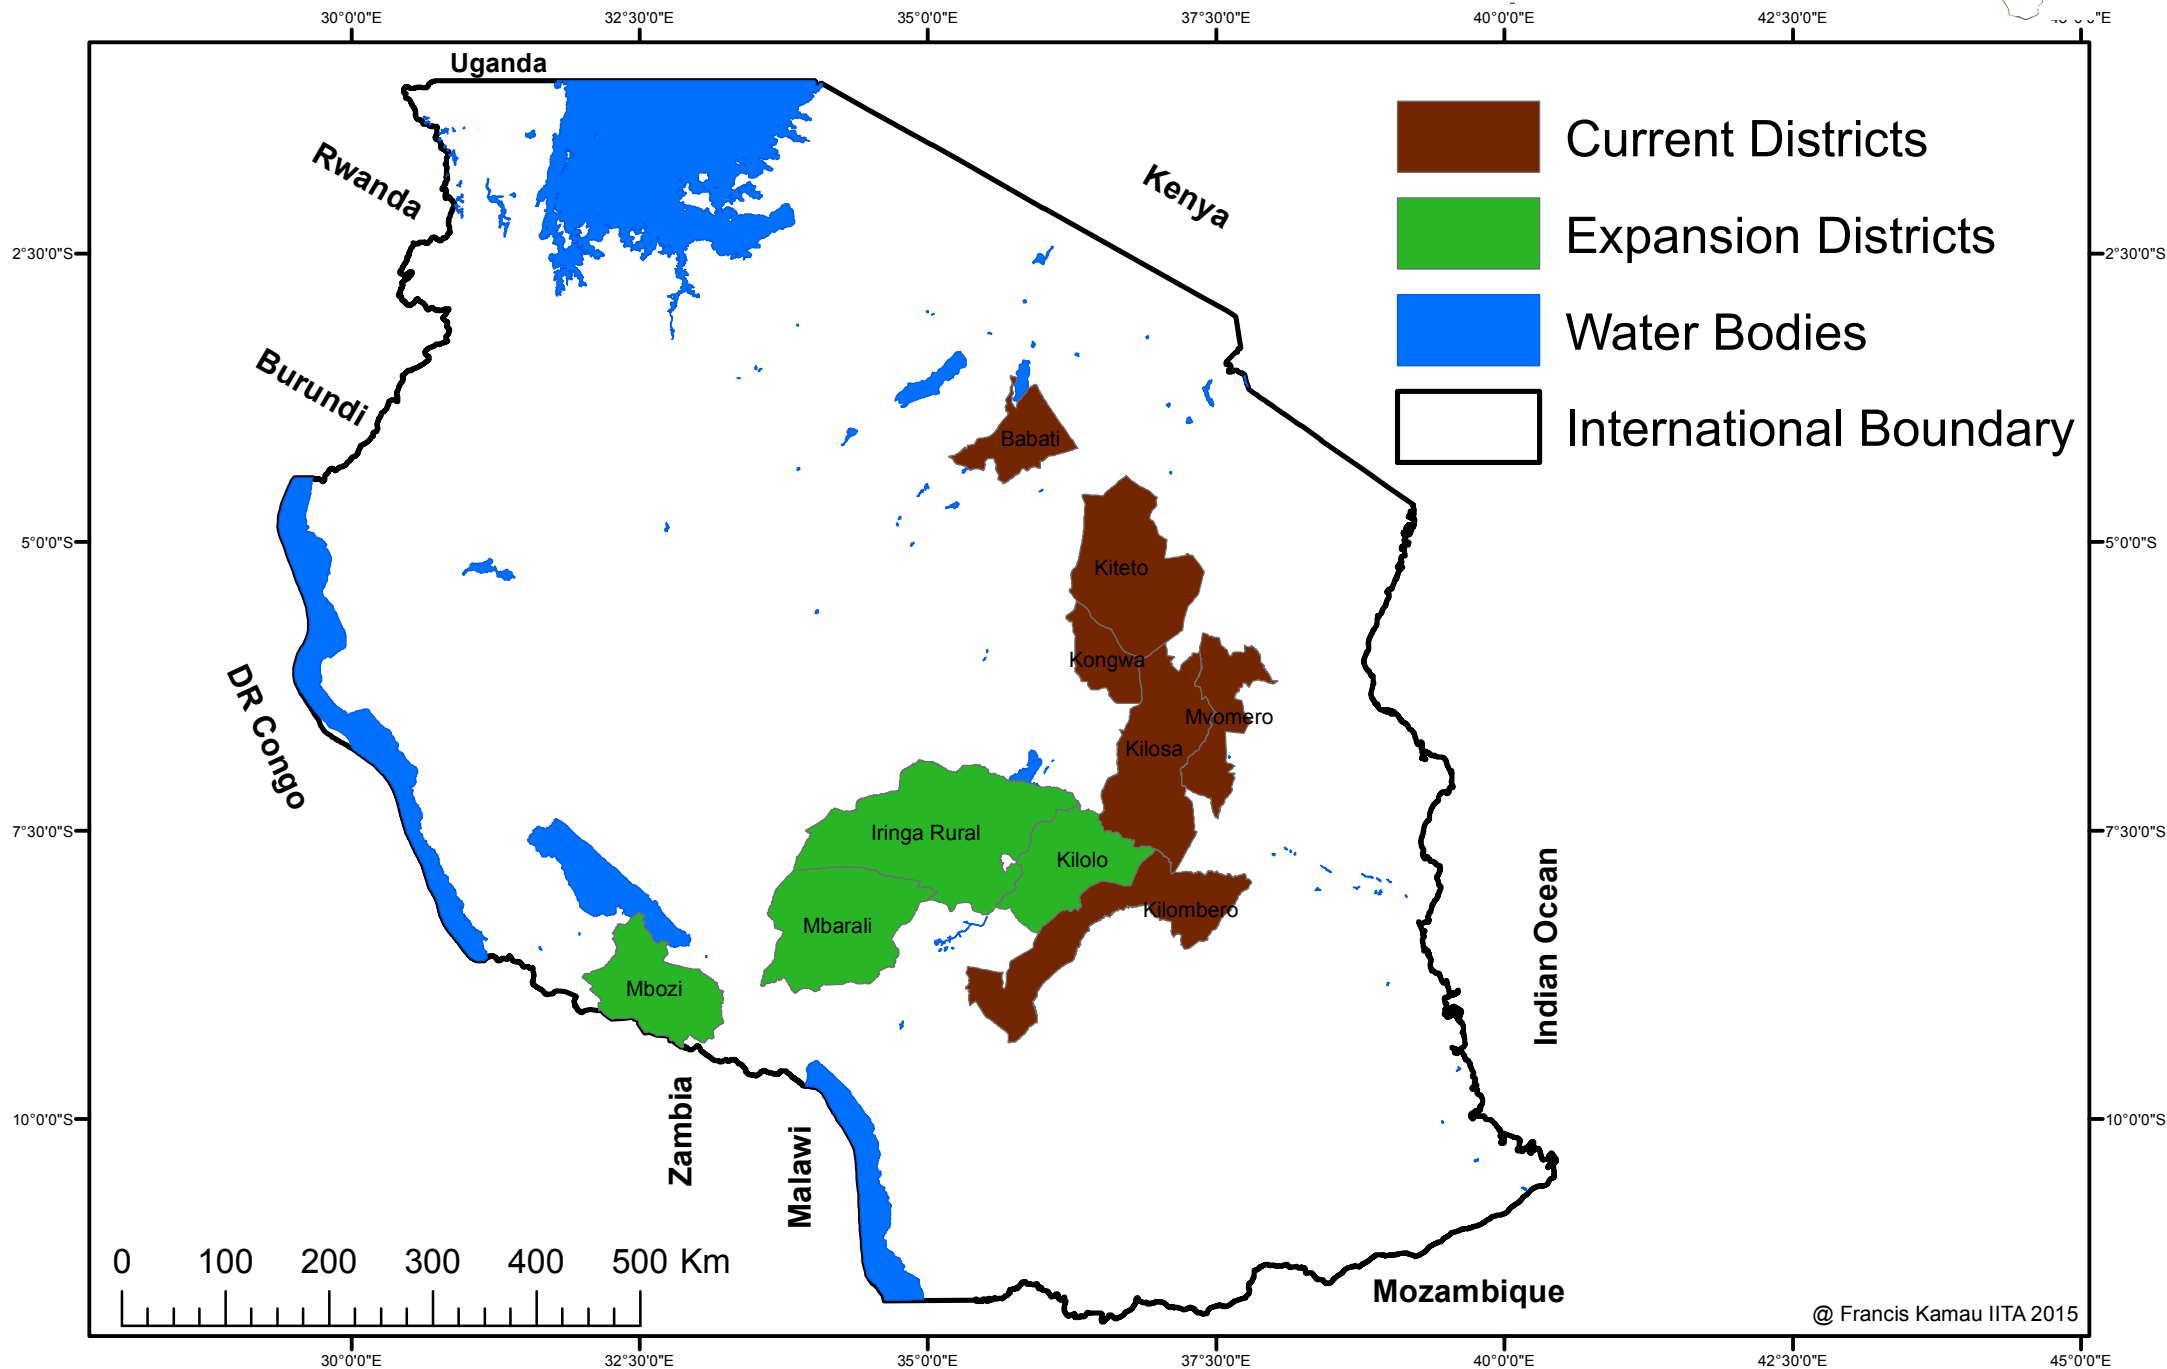 30°0'0"E 32°30'0"E 35°0'0"E 37°30'0"E 40°0'0"E 42°30'0"E
Uganda
Rwanda
Kenya
Burundi
DR Congo
Zambia
Malawi
Mozambique
Indian Ocean
Current Districts
Expansion Districts
Water Bodies
International Boundary
2°30'0"S 2°30'0"S
5°0'0"S 5°0'0"S
7°30'0"S 7°30'0"S
10°0'0"S 10°0'0"S
Babati
Kiteto
Kongwa
Mvomero
Kilosa
Iringa Rural
Kilolo
Kilombero
Mbarali
Mbozi
0 100 200 300 400 500 Km
@ Francis Kamau IITA 2015
30°0'0"E 32°30'0"E 35°0'0"E 37°30'0"E 40°0'0"E 42°30'0"E 45°0'0"E